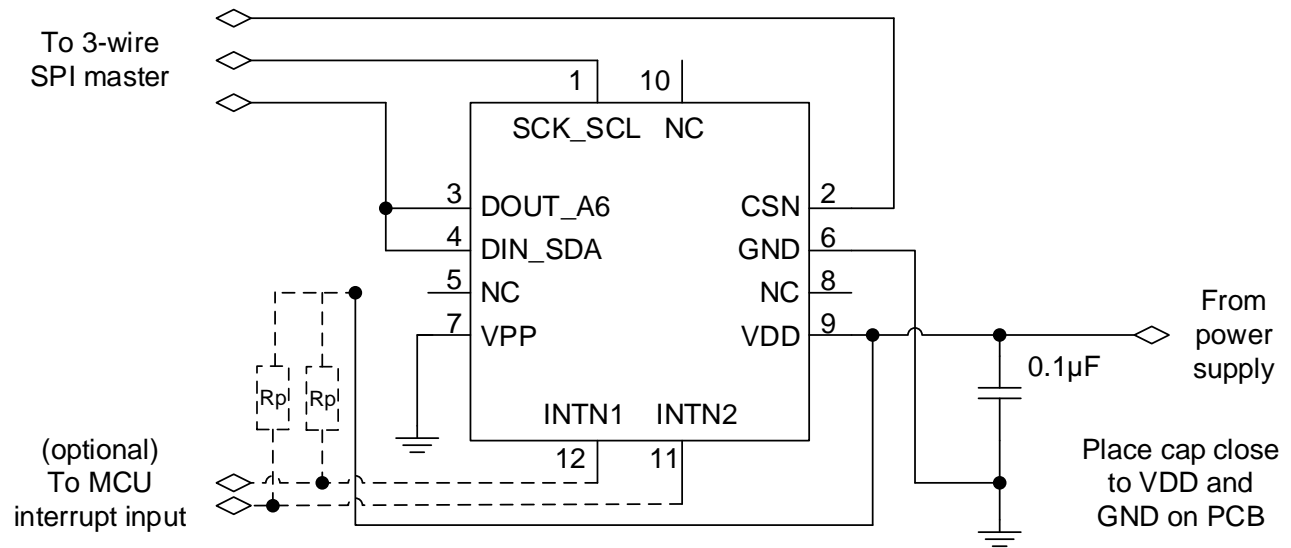 To 3-wire
SPI master
1
10
SCK_SCL
NC
3
DOUT_A6
CSN
2
4
DIN_SDA
GND
6
5
NC
NC
8
7
VPP
VDD
9
From
power
supply
0.1µF
Rp
Rp
INTN1
INTN2
12
11
(optional)
To MCU
interrupt input
Place cap close
to VDD and
GND on PCB